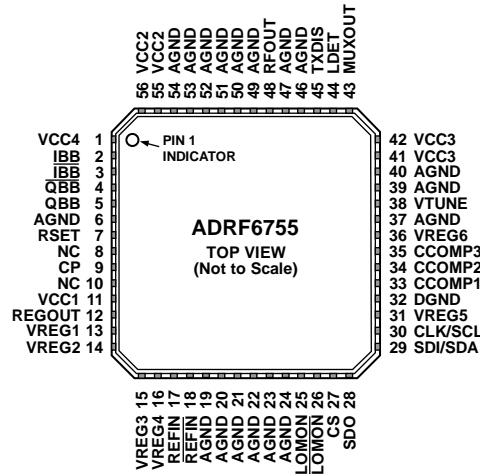 56 VCC2
55 VCC2
54 AGND
53 AGND
52 AGND
51 AGND
50 AGND
49 AGND
48 RFOUT
47 AGND
46 AGND
45 TXDIS
44 LDET
43 MUXOUT
VCC4 1
IBB 2
IBB 3
QBB 4
QBB 5
AGND 6
RSET 7
NC 8
CP 9
NC 10
VCC1 11
REGOUT 12
VREG1 13
VREG2 14
PIN 1
INDICATOR
ADRF6755
TOP VIEW
(Not to Scale)
42 VCC3
41 VCC3
40 AGND
39 AGND
38 VTUNE
37 AGND
36 VREG6
35 CCOMP3
34 CCOMP2
33 CCOMP1
32 DGND
31 VREG5
30 CLK/SCL
29 SDI/SDA
VREG3 15
VREG4 16
REFIN 17
REFIN 18
AGND 19
AGND 20
AGND 21
AGND 22
AGND 23
AGND 24
LOMON 25
LOMON 26
CS 27
SDO 28